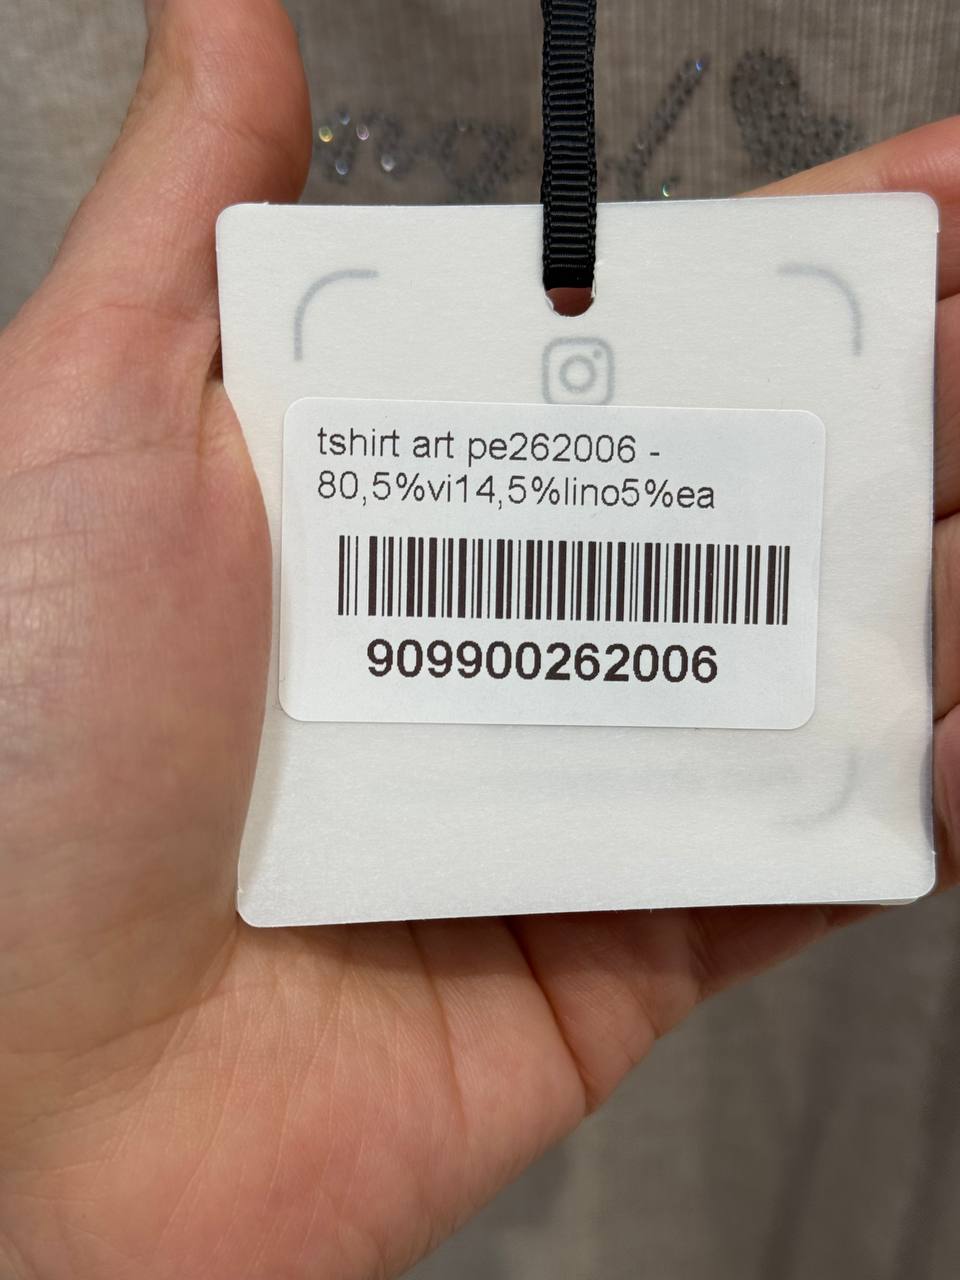 tshirt art pe262006 -
80,5%vi14,5%lino5%ea
909900262006